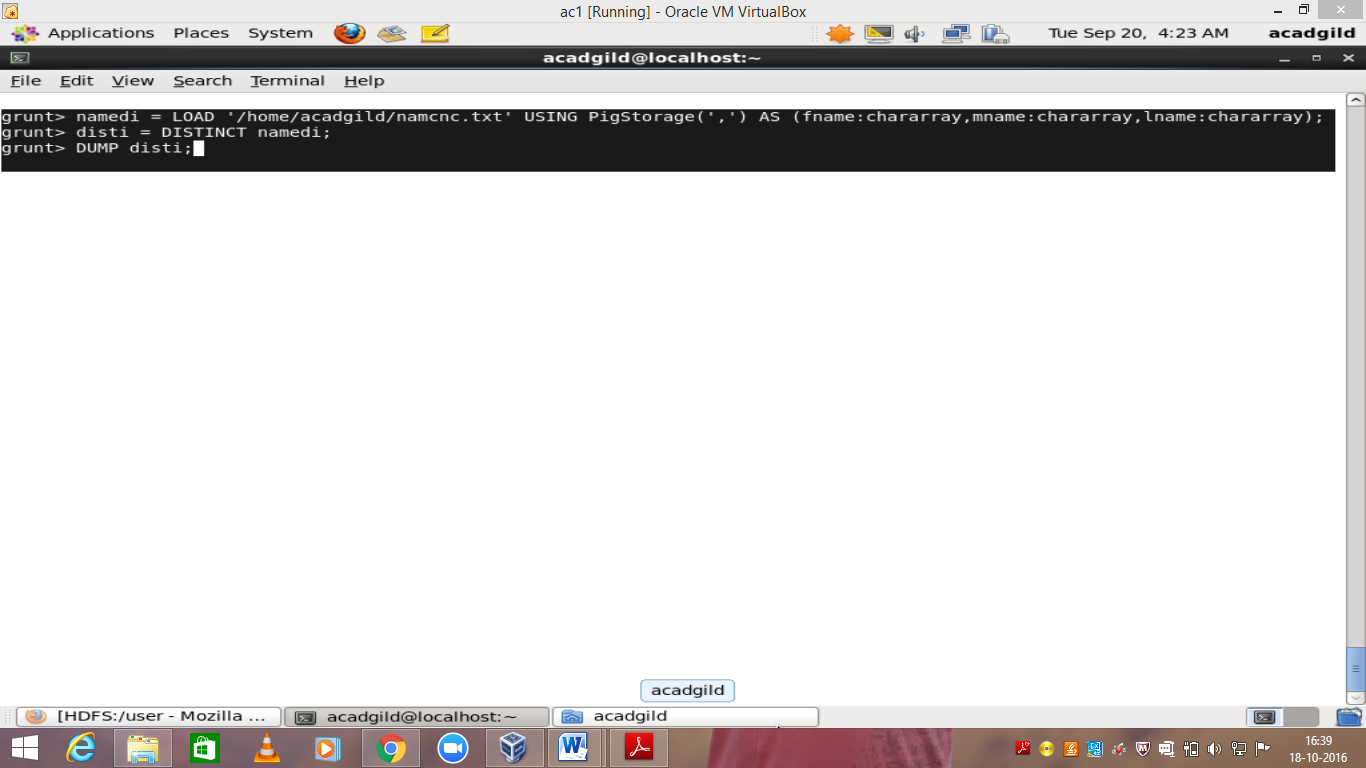 ac1 [Running] - Oracle VM VirtualBox
Applications Places System Tue Sep 20, 4:23 AM acadgild
acadgild@localhost:~
File Edit View Search Terminal Help
grunt> namedi = LOAD '/home/acadgild/namcnc.txt' USING PigStorage(',') AS (fname:chararray,mname:chararray,lname:chararray);
grunt> disti = DISTINCT namedi;
grunt> DUMP disti;
acadgild
[HDFS:/user - Mozilla ... acadgild@localhost:~ acadgild
16:39
18-10-2016